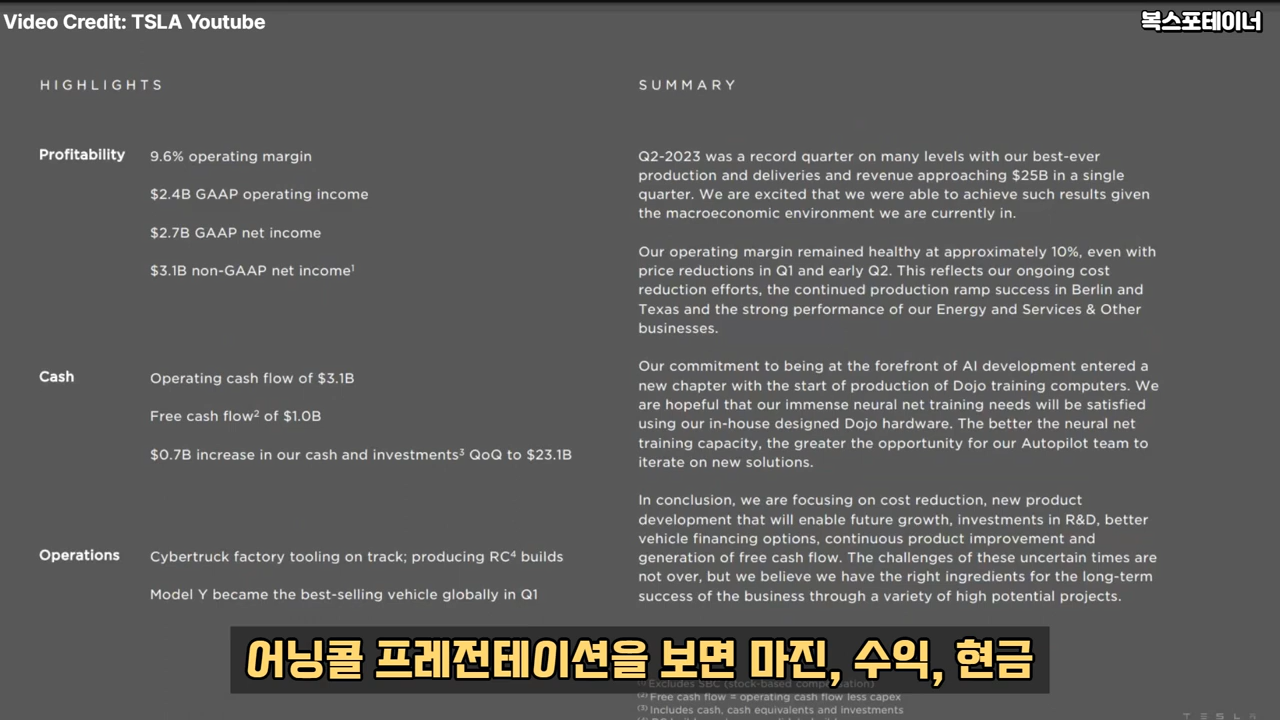 Video Credit: TSLA Youtube
복스포테이너
HIGHLIGHTS
Profitability
9.6% operating margin
$2.4B GAAP operating income
$2.7B GAAP net income
$3.1B non-GAAP net income¹
Cash
Operating cash flow of $3.1B
Free cash flow² of $1.0B
$0.7B increase in our cash and investments³ QoQ to $23.1B
Operations
Cybertruck factory tooling on track; producing RC⁴ builds
Model Y became the best-selling vehicle globally in Q1
SUMMARY
Q2-2023 was a record quarter on many levels with our best-ever
production and deliveries and revenue approaching $25B in a single
quarter. We are excited that we were able to achieve such results given
the macroeconomic environment we are currently in.
Our operating margin remained healthy at approximately 10%, even with
price reductions in Q1 and early Q2. This reflects our ongoing cost
reduction efforts, the continued production ramp success in Berlin and
Texas and the strong performance of our Energy and Services & Other
businesses.
Our commitment to being at the forefront of AI development entered a
new chapter with the start of production of Dojo training computers. We
are hopeful that our immense neural net training needs will be satisfied
using our in-house designed Dojo hardware. The better the neural net
training capacity, the greater the opportunity for our Autopilot team to
iterate on new solutions.
In conclusion, we are focusing on cost reduction, new product
development that will enable future growth, investments in R&D, better
vehicle financing options, continuous product improvement and
generation of free cash flow. The challenges of these uncertain times are
not over, but we believe we have the right ingredients for the long-term
success of the business through a variety of high potential projects.
어닝콜 프레전테이션을 보면 마진, 수익, 현금
(1) Excludes SBC (stock-based compensation)
(2) Free cash flow = operating cash flow less capex
(3) Includes cash, cash equivalents and investments
TESLA